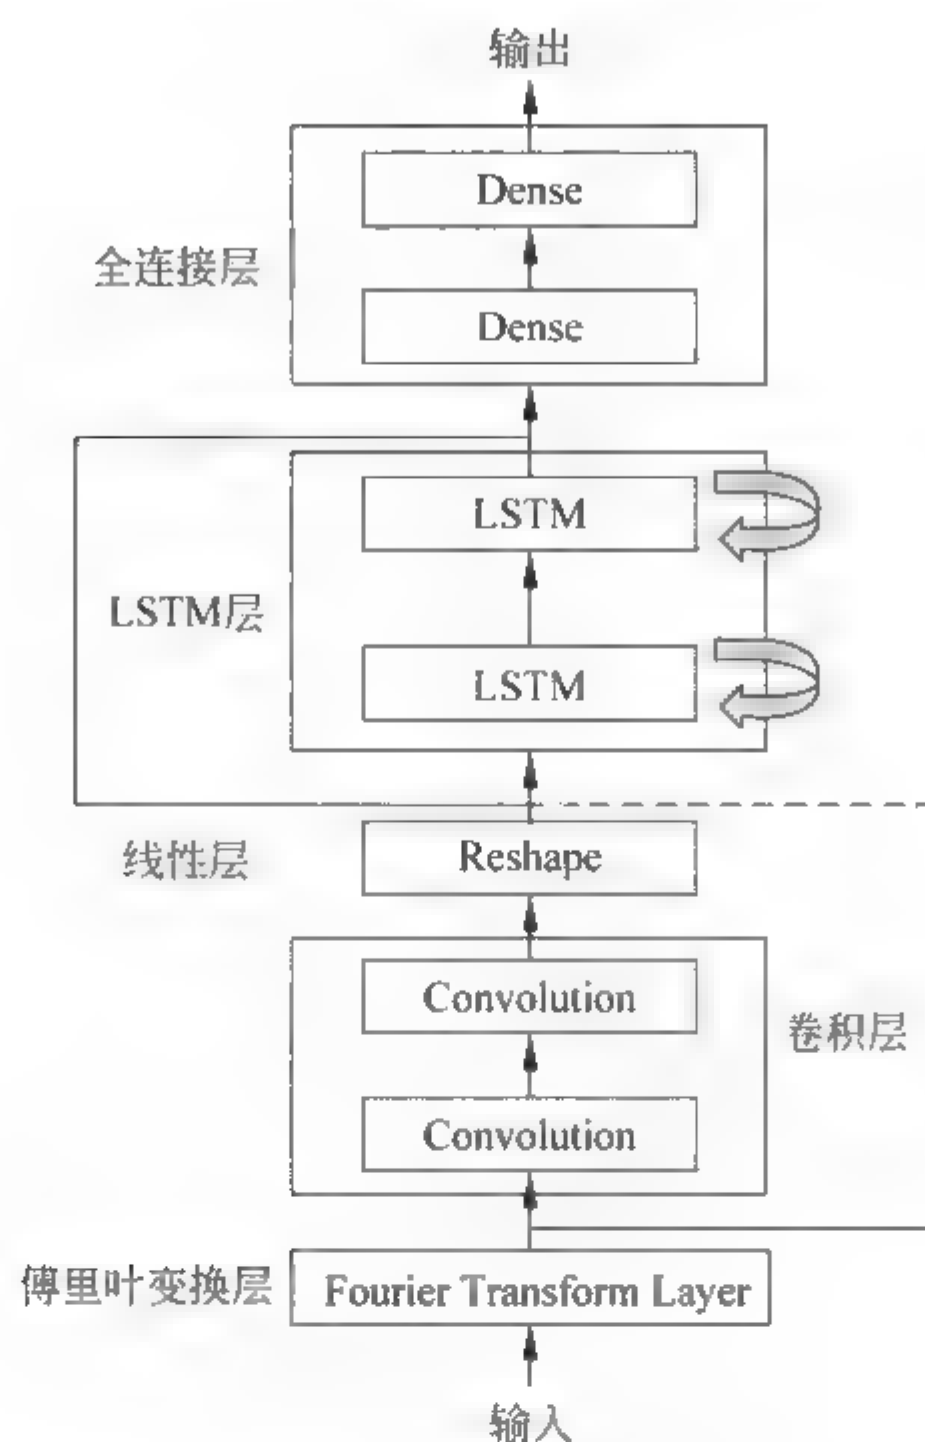 输出
Dense
全连接层
Dense
LSTM
LSTM层
LSTM
线性层
Reshape
Convolution
卷积层
Convolution
傅里叶变换层
Fourier Transform Layer
输入